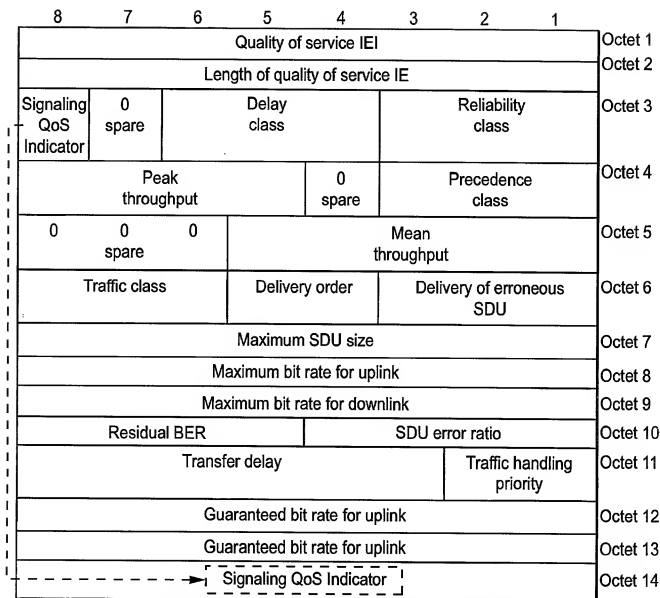 8 7 6 5 4 3 2 1
Quality of service IEI Octet 1
Length of quality of service IE Octet 2
Signaling QoS Indicator
0 spare
Delay class
Reliability class
Octet 3
Peak throughput
0 spare
Precedence class
Octet 4
0 0 0
spare
Mean throughput
Octet 5
Traffic class
Delivery order
Delivery of erroneous SDU
Octet 6
Maximum SDU size Octet 7
Maximum bit rate for uplink Octet 8
Maximum bit rate for downlink Octet 9
Residual BER SDU error ratio Octet 10
Transfer delay
Traffic handling priority
Octet 11
Guaranteed bit rate for uplink Octet 12
Guaranteed bit rate for uplink Octet 13
Signaling QoS Indicator Octet 14